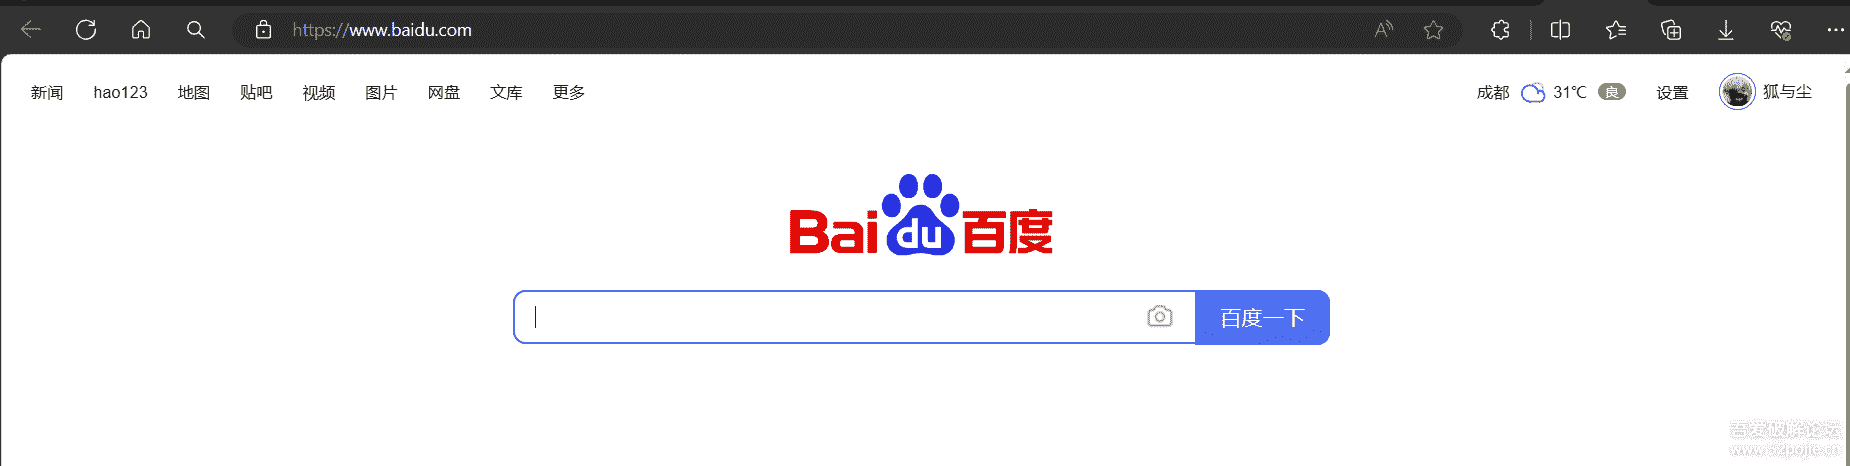 https://www.baidu.com
新闻 hao123 地图 贴吧 视频 图片 网盘 文库 更多 成都 31℃ 良 设置 狐与尘
Bai du 百度
百度一下
吾爱破解论坛
www.52pojie.cn